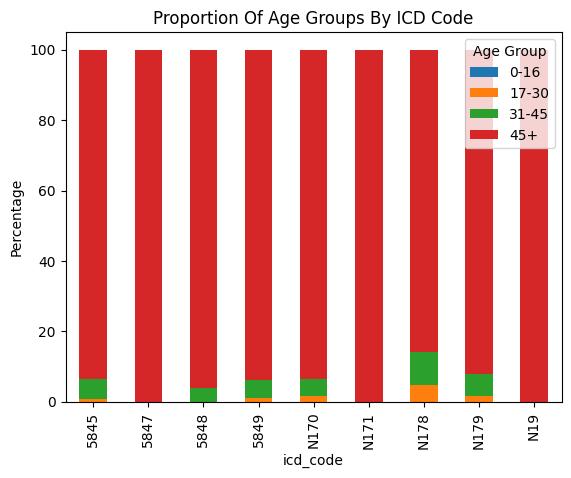 Proportion Of Age Groups By ICD Code
Percentage
100
80
60
40
20
0
Age Group
0-16
17-30
31-45
45+
5845
5847
5848
5849
N170
N171
N178
N179
N19
icd_code